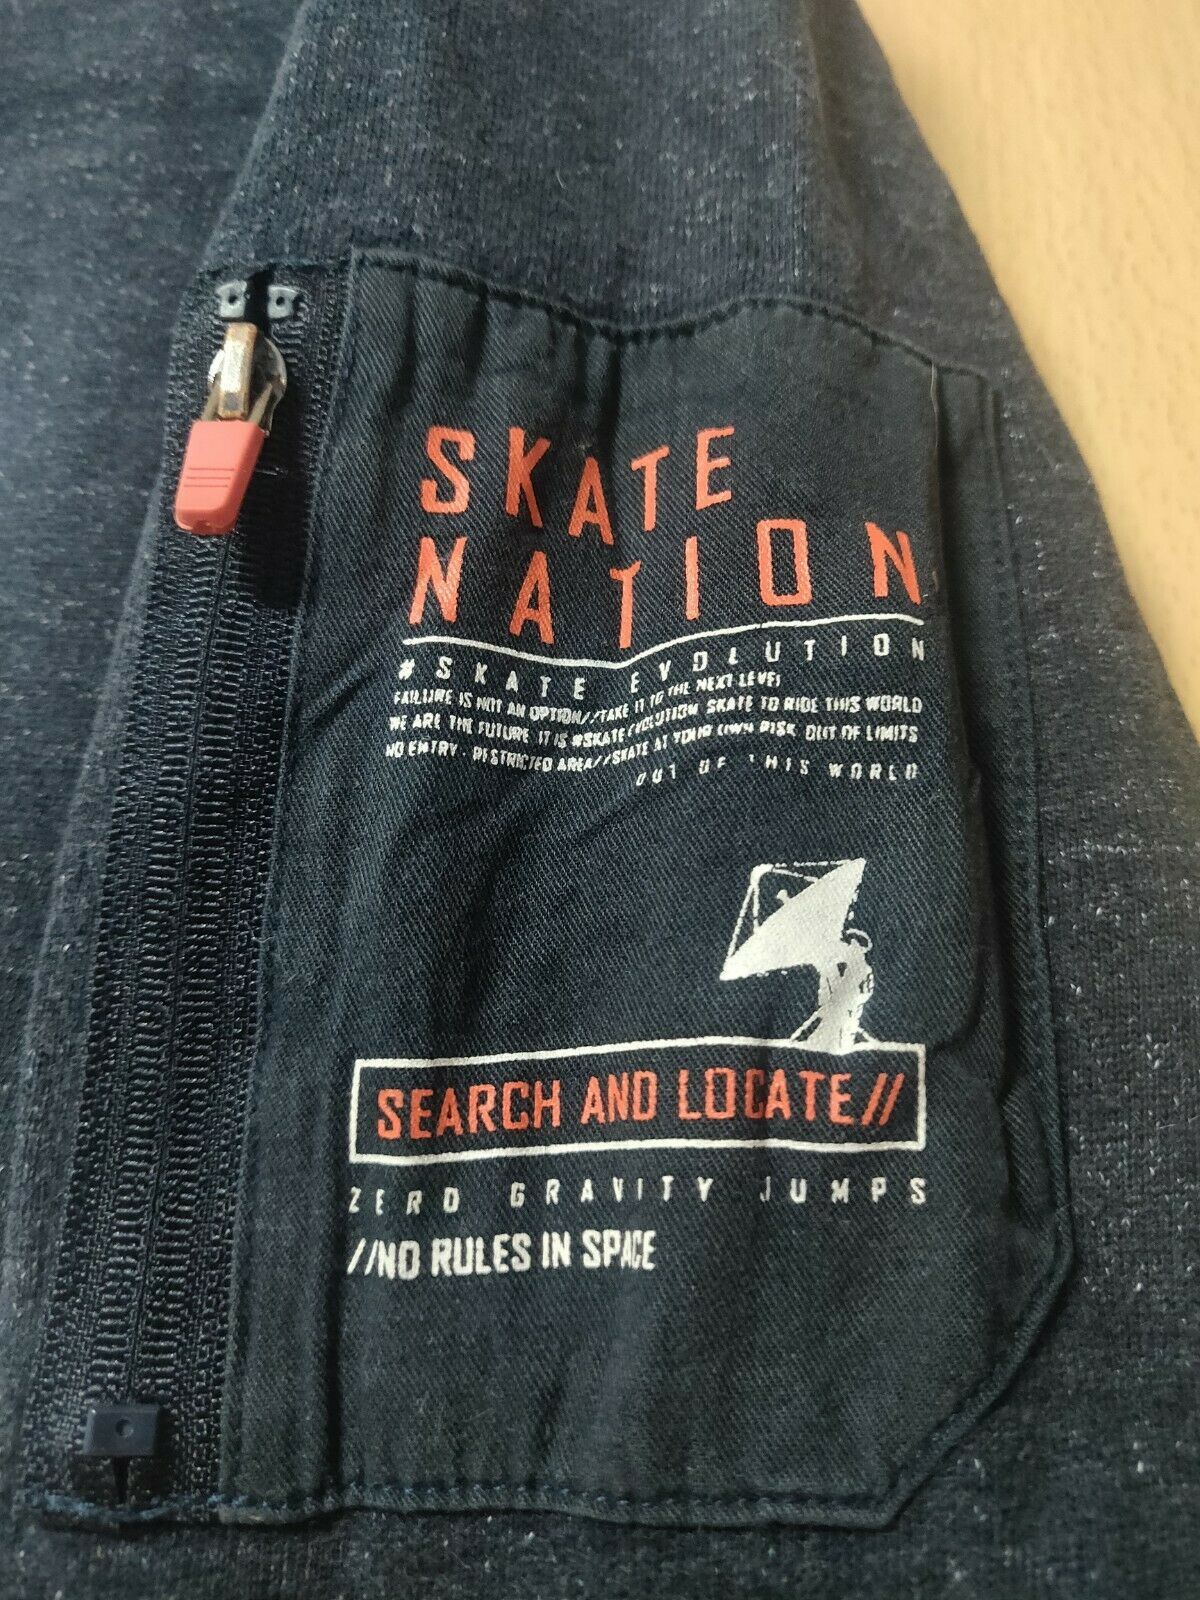 SKATE
NATION
#SKATE EVOLUTION
FAILURE IS NOT AN OPTION//TAKE IT TO THE NEXT LEVEL
WE ARE THE FUTURE IT IS #SKATEEVOLUTION SKATE TO RIDE THIS WORLD
NO ENTRY - RESTRICTED AREA//SKATE AT YOUR OWN RISK OUT OF LIMITS
OUT OF THIS WORLD
SEARCH AND LOCATE//
ZERO GRAVITY JUMPS
//NO RULES IN SPACE